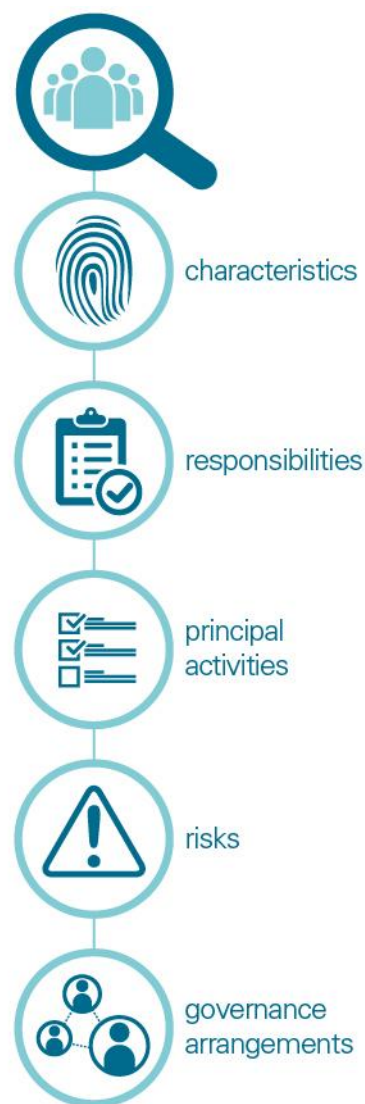 characteristics
responsibilities
principal
activities
risks
governance
arrangements